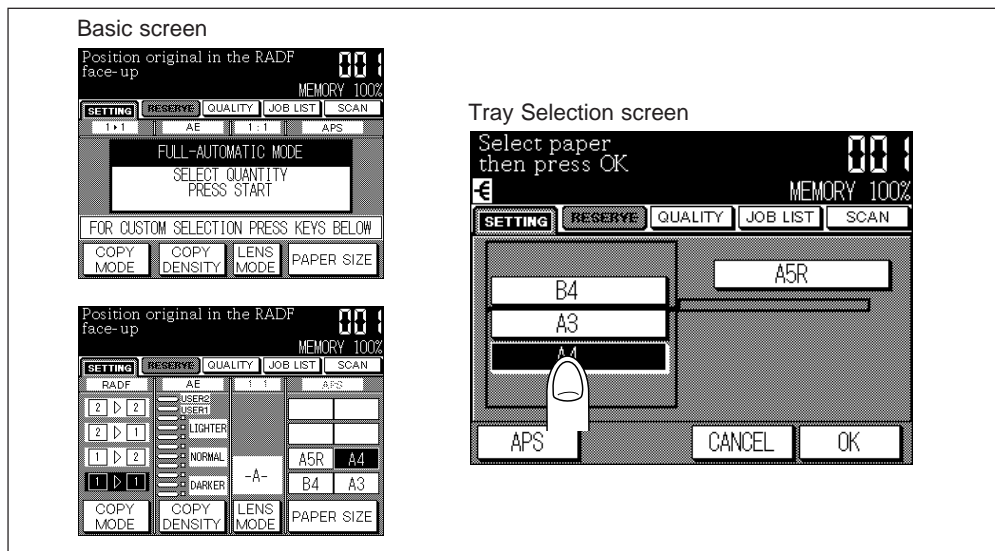 Basic screen
Position original in the RADF
face-up
001
MEMORY 100%
SETTING RESERVE QUALITY JOB LIST SCAN
1▸1 AE 1:1 APS
FULL-AUTOMATIC MODE
SELECT QUANTITY
PRESS START
FOR CUSTOM SELECTION PRESS KEYS BELOW
COPY MODE COPY DENSITY LENS MODE PAPER SIZE
Position original in the RADF
face-up
001
MEMORY 100%
SETTING RESERVE QUALITY JOB LIST SCAN
RADF AE 1 1 APS
2 ▷ 2 USER2
USER1
2 ▷ 1 LIGHTER
1 ▷ 2 NORMAL A5R A4
1 ▷ 1 DARKER -A- B4 A3
COPY MODE COPY DENSITY LENS MODE PAPER SIZE
Tray Selection screen
Select paper
then press OK
001
MEMORY 100%
SETTING RESERVE QUALITY JOB LIST SCAN
B4 A5R
A3
A4
APS CANCEL OK